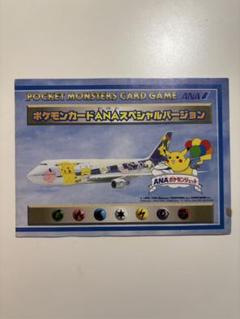 POCKET MONSTERS CARD GAME ANA
ポケモンカードANAスペシャルバージョン
ANAポケモンジェット